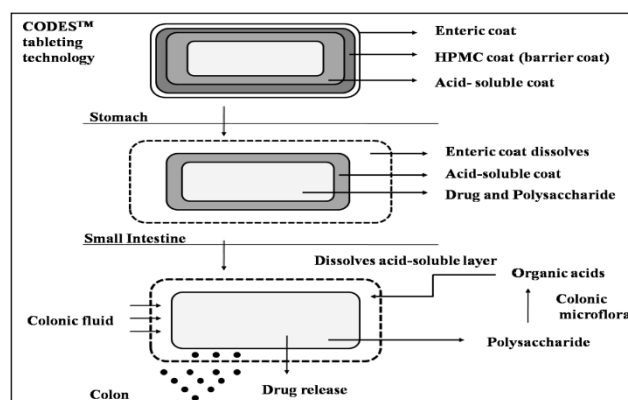 CODES™
tableting
technology
Enteric coat
HPMC coat (barrier coat)
Acid- soluble coat
Stomach
Enteric coat dissolves
Acid-soluble coat
Drug and Polysaccharide
Small Intestine
Dissolves acid-soluble layer
Organic acids
Colonic
microflora
Colonic fluid
Polysaccharide
Drug release
Colon